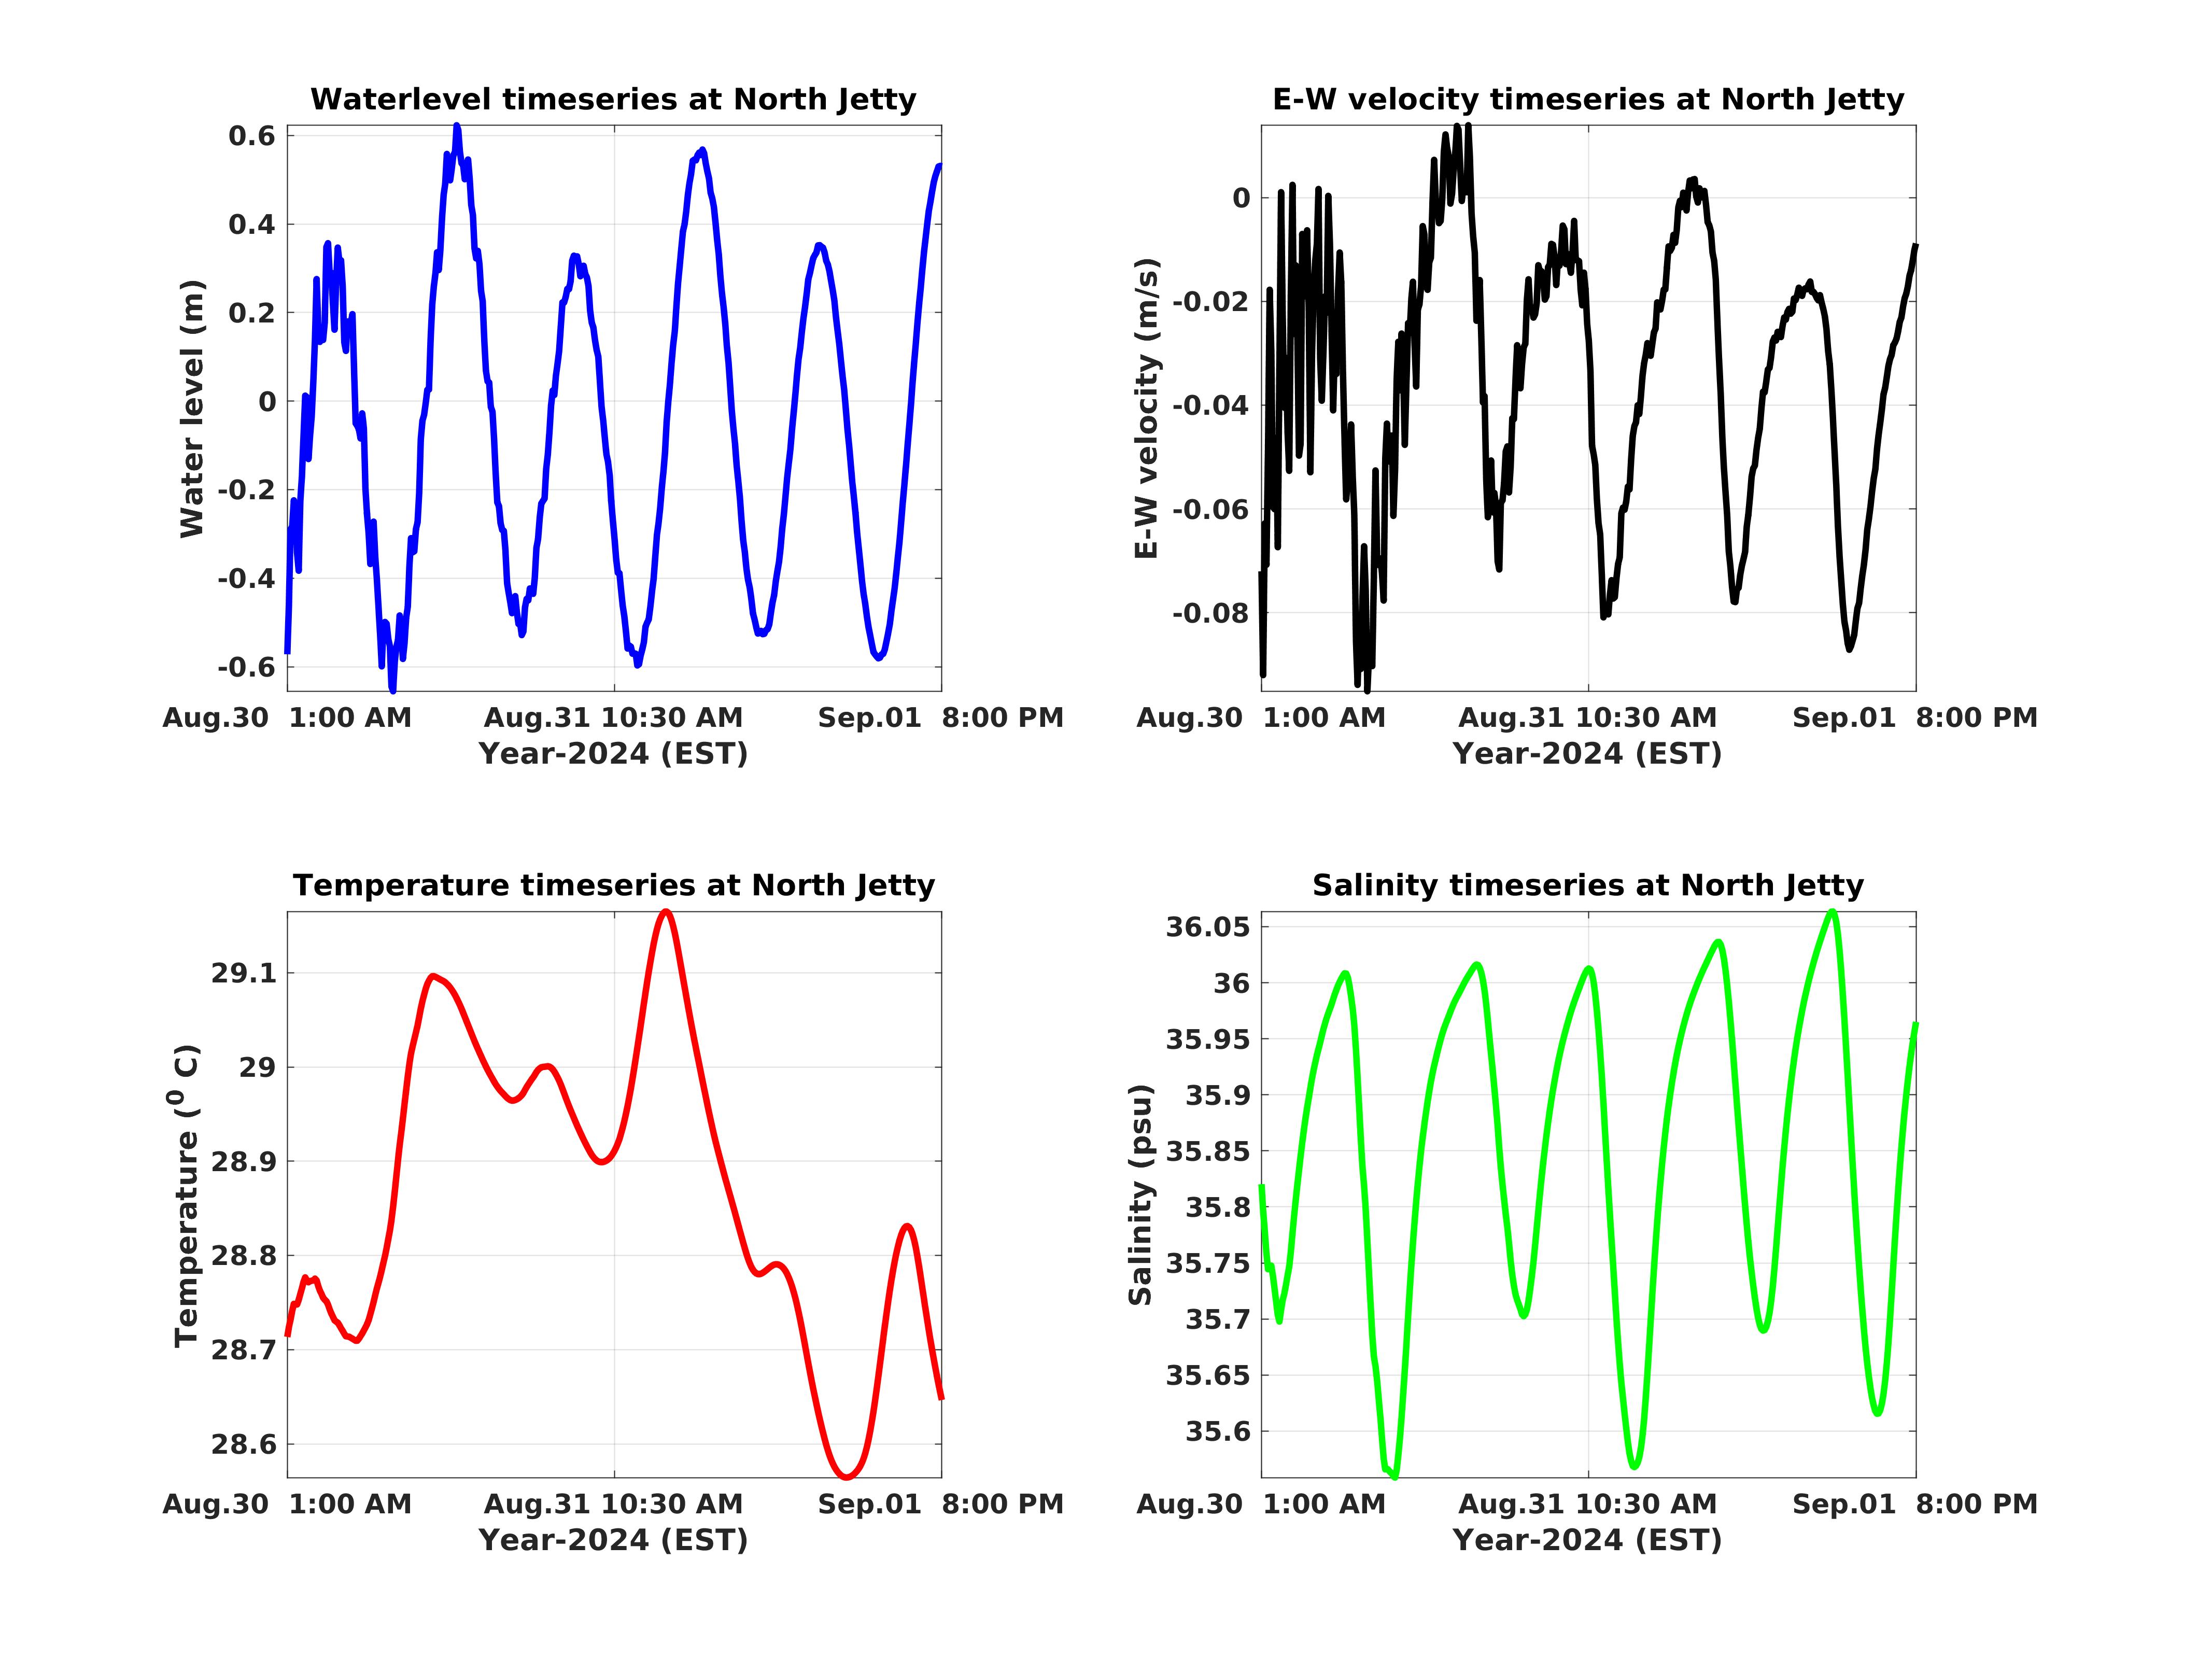 Waterlevel timeseries at North Jetty
Water level (m)
0.6
0.4
0.2
0
-0.2
-0.4
-0.6
Aug.30 1:00 AM Aug.31 10:30 AM Sep.01 8:00 PM
Year-2024 (EST)
E-W velocity timeseries at North Jetty
E-W velocity (m/s)
0
-0.02
-0.04
-0.06
-0.08
Aug.30 1:00 AM Aug.31 10:30 AM Sep.01 8:00 PM
Year-2024 (EST)
Temperature timeseries at North Jetty
Temperature (⁰ C)
29.1
29
28.9
28.8
28.7
28.6
Aug.30 1:00 AM Aug.31 10:30 AM Sep.01 8:00 PM
Year-2024 (EST)
Salinity timeseries at North Jetty
Salinity (psu)
36.05
36
35.95
35.9
35.85
35.8
35.75
35.7
35.65
35.6
Aug.30 1:00 AM Aug.31 10:30 AM Sep.01 8:00 PM
Year-2024 (EST)